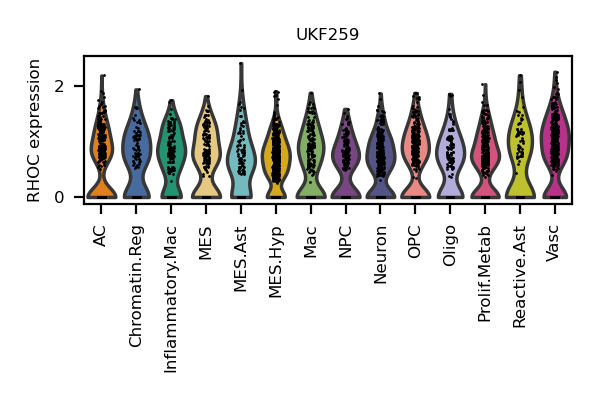 UKF259
RHOC expression
2
0
AC
Chromatin.Reg
Inflammatory.Mac
MES
MES.Ast
MES.Hyp
Mac
NPC
Neuron
OPC
Oligo
Prolif.Metab
Reactive.Ast
Vasc